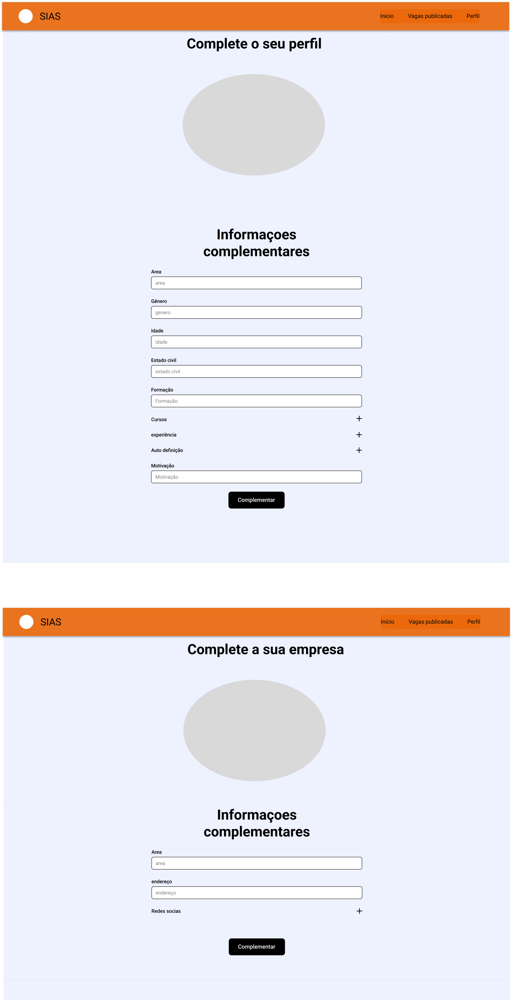 SIAS
Início Vagas publicadas Perfil
Complete o seu perfil
Informaçoes
complementares
Area
area
Gênero
genero
Idade
idade
Estado civil
estado civil
Formação
Formação
Cursos
experiência
Auto definição
Motivação
Motivação
Complementar
SIAS
Início Vagas publicadas Perfil
Complete a sua empresa
Informaçoes
complementares
Area
area
endereço
endereço
Redes socias
Complementar